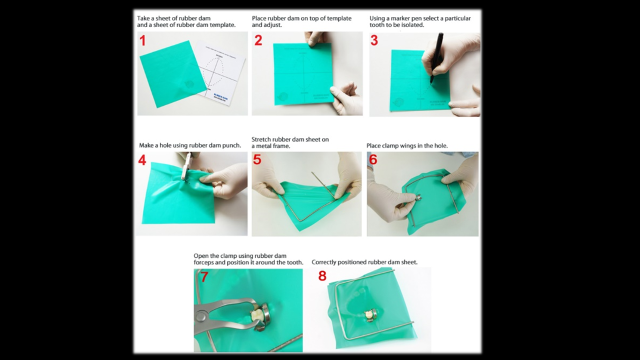 Take a sheet of rubber dam
and a sheet of rubber dam template.
1
Place rubber dam on top of template
and adjust.
2
Using a marker pen select a particular
tooth to be isolated.
3
Make a hole using rubber dam punch.
4
Stretch rubber dam sheet on
a metal frame.
5
Place clamp wings in the hole.
6
Open the clamp using rubber dam
forceps and position it around the tooth.
7
Correctly positioned rubber dam sheet.
8